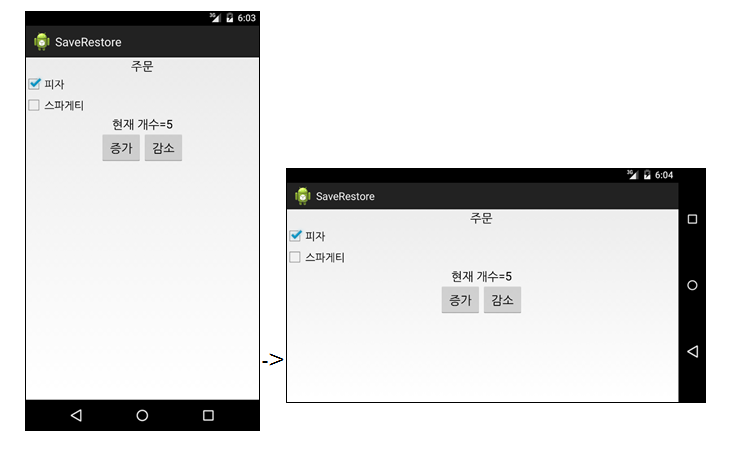 3G 6:03
SaveRestore
주문
피자
스파게티
현재 개수=5
증가 감소
->
3G 6:04
SaveRestore
주문
피자
스파게티
현재 개수=5
증가 감소